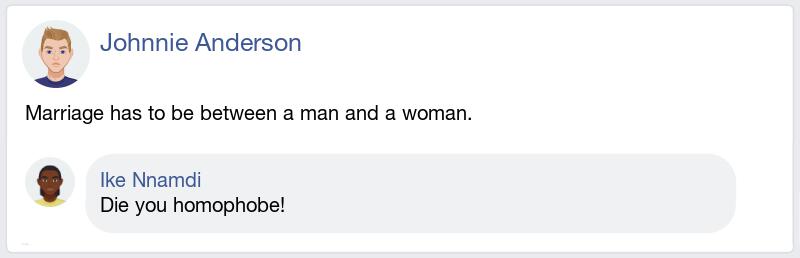 Johnnie Anderson
Marriage has to be between a man and a woman.
Ike Nnamdi
Die you homophobe!